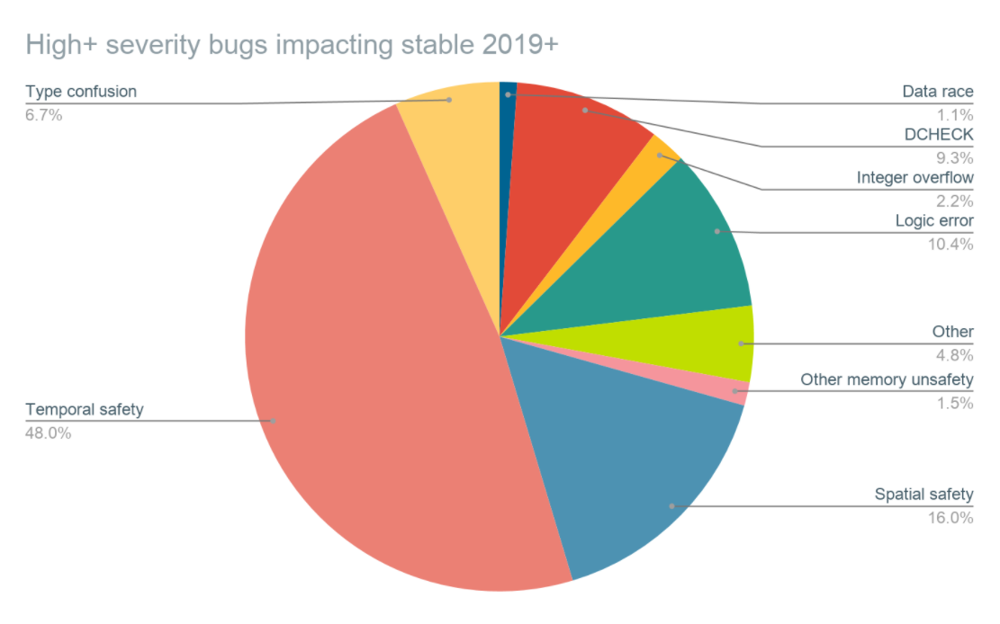 High+ severity bugs impacting stable 2019+
Type confusion
6.7%
Data race
1.1%
DCHECK
9.3%
Integer overflow
2.2%
Logic error
10.4%
Other
4.8%
Other memory unsafety
1.5%
Temporal safety
48.0%
Spatial safety
16.0%